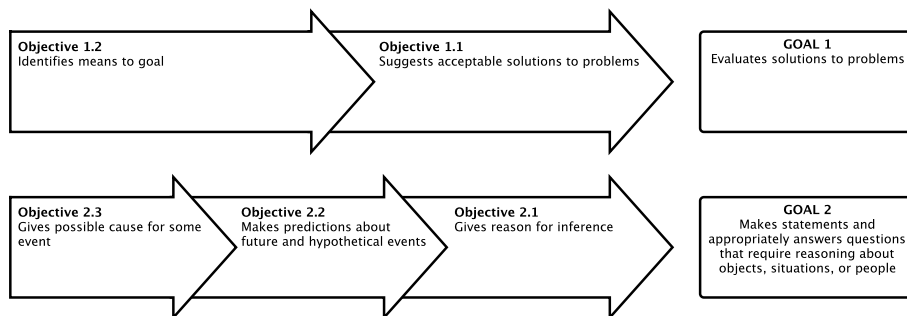 Objective 1.2
Identifies means to goal
Objective 1.1
Suggests acceptable solutions to problems
GOAL 1
Evaluates solutions to problems
Objective 2.3
Gives possible cause for some
event
Objective 2.2
Makes predictions about
future and hypothetical events
Objective 2.1
Gives reason for inference
GOAL 2
Makes statements and
appropriately answers questions
that require reasoning about
objects, situations, or people